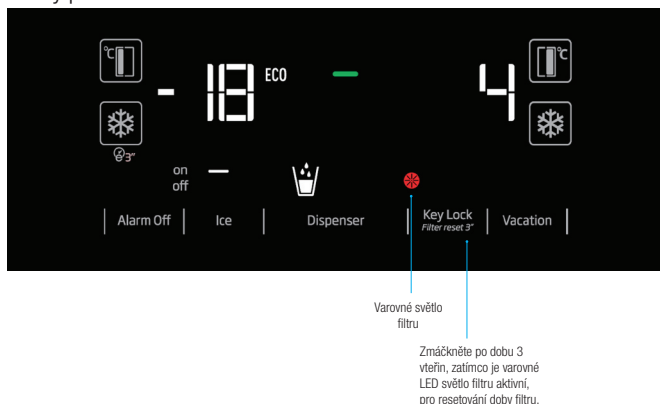 °C
- 18 ECO
4
°C
3"
on
off
Alarm Off
Ice
Dispenser
Key Lock
Filter reset 3"
Vacation
Varovné světlo
filtru
Zmáčkněte po dobu 3
vteřin, zatímco je varovné
LED světlo filtru aktivní,
pro resetování doby filtru.